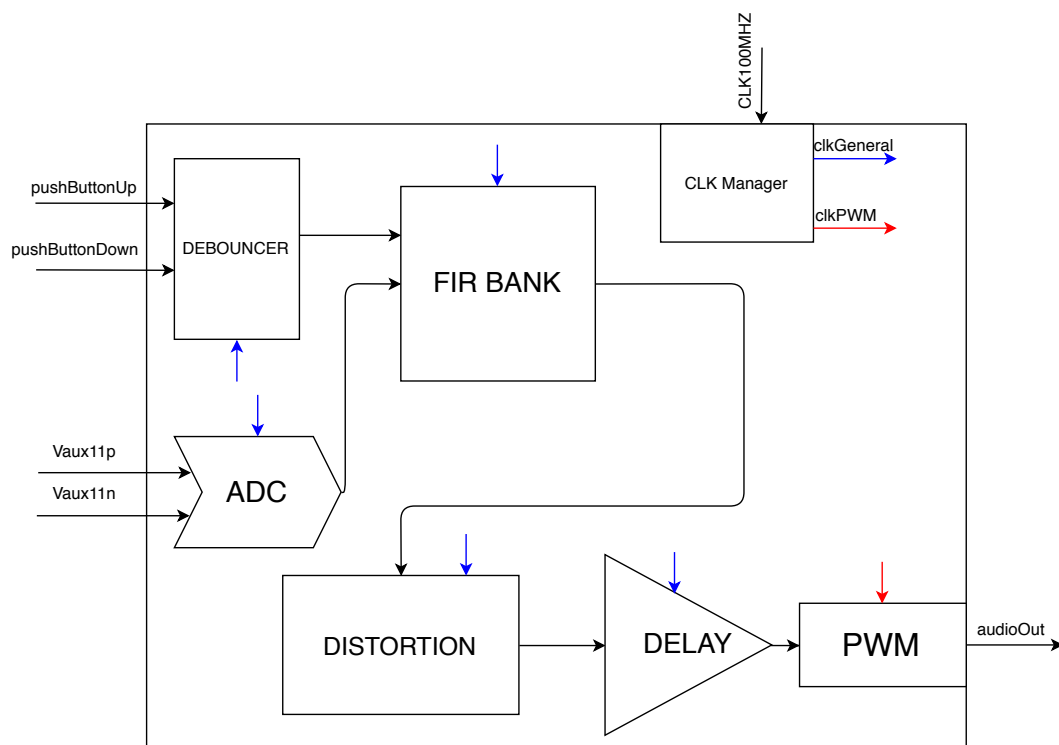 CLK100MHZ
clkGeneral
CLK Manager
clkPWM
pushButtonUp
pushButtonDown
DEBOUNCER
FIR BANK
Vaux11p
Vaux11n
ADC
DISTORTION
DELAY
PWM
audioOut